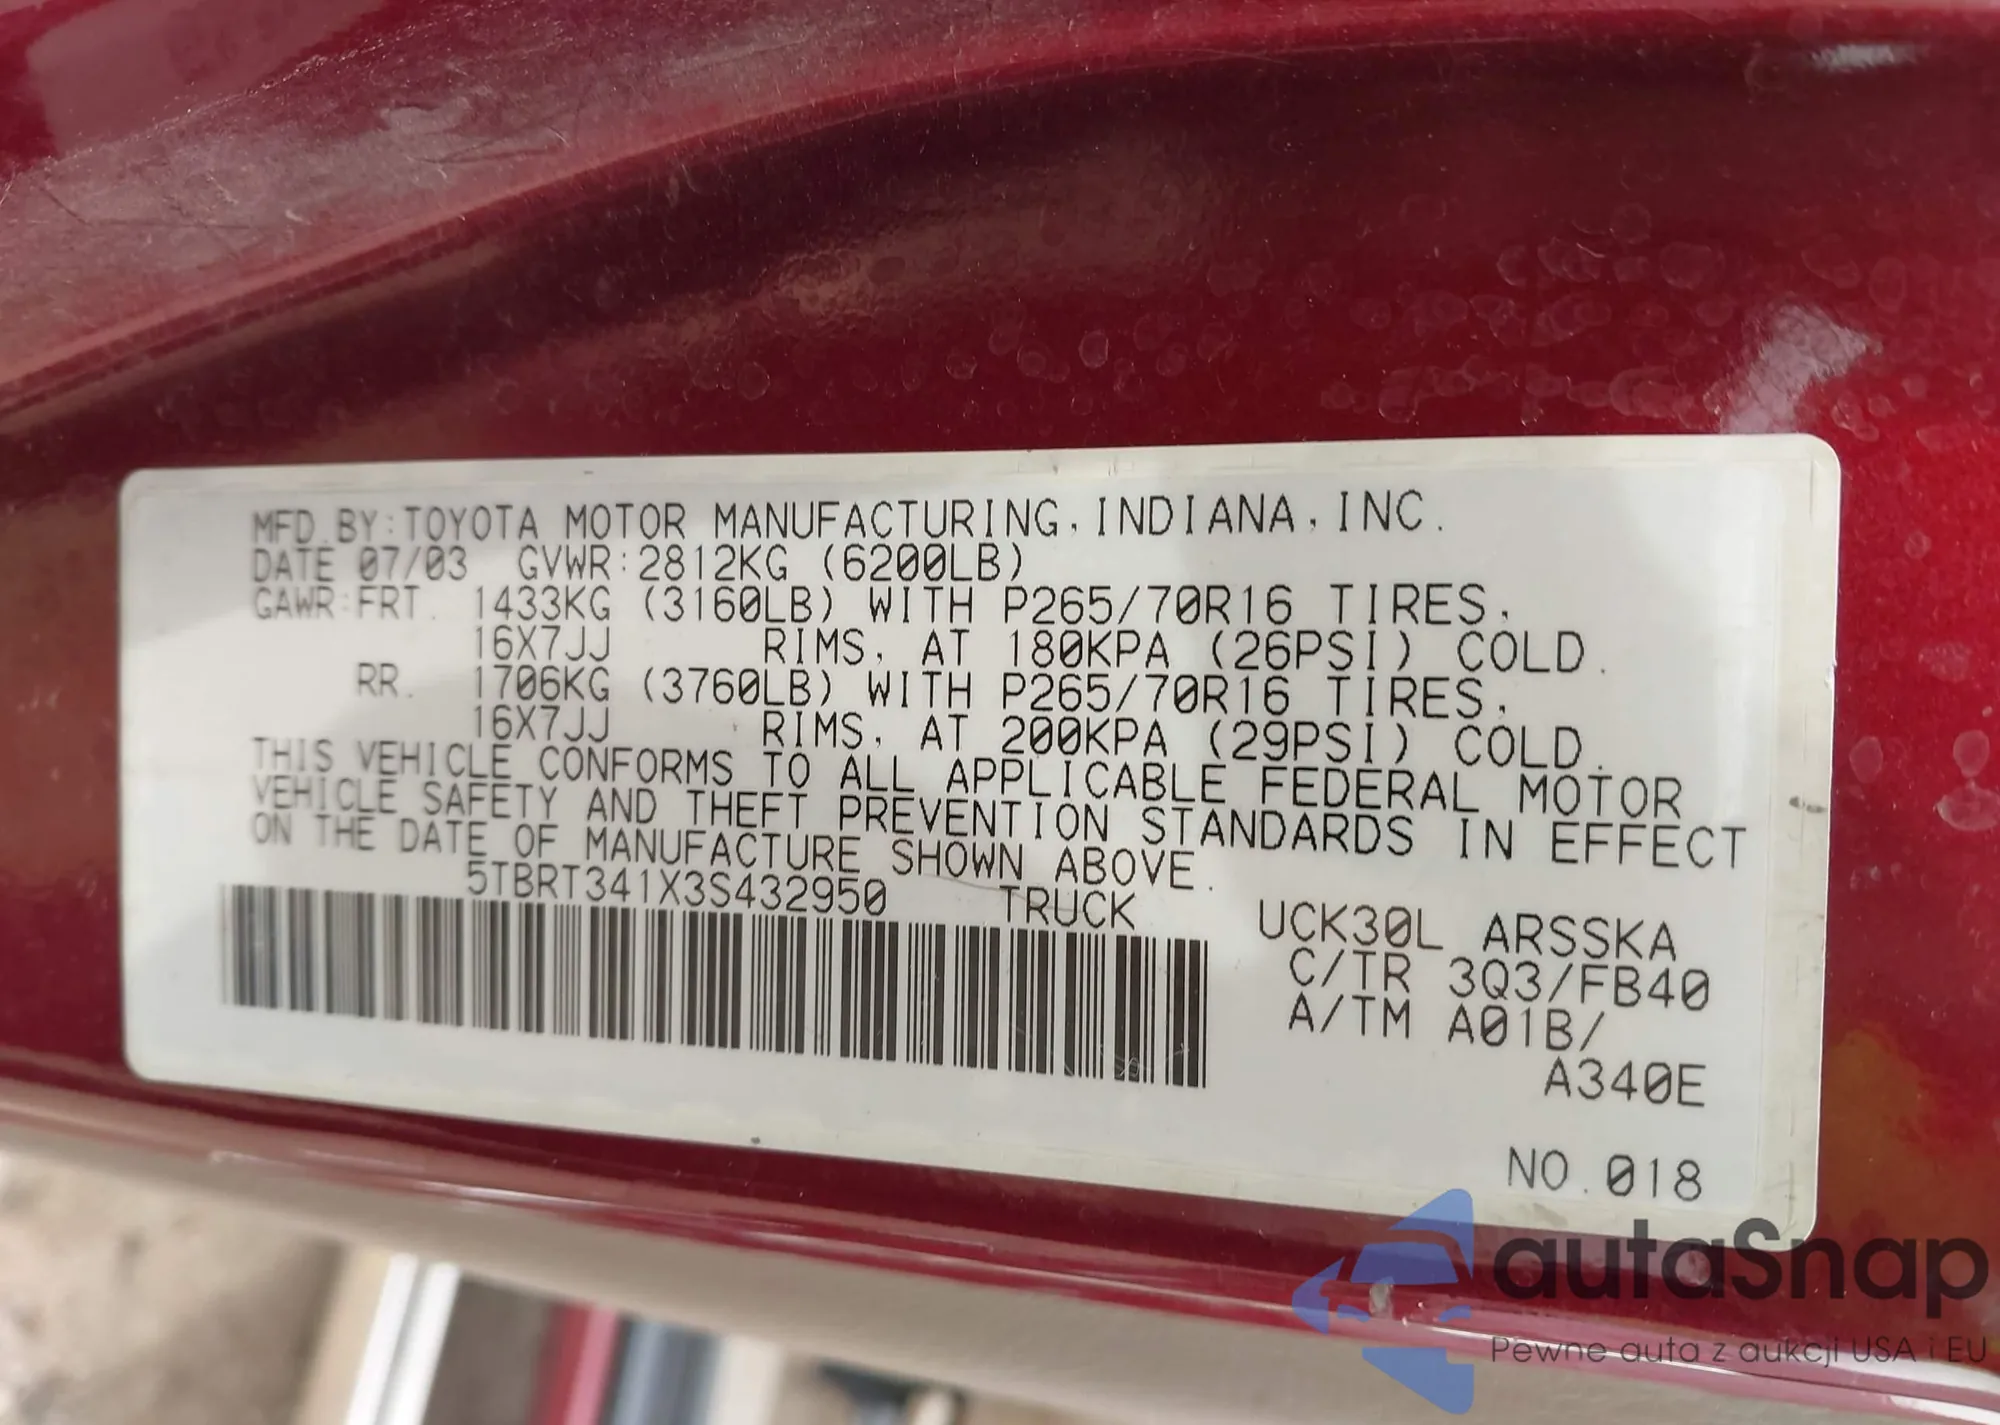 MFD.BY:TOYOTA MOTOR MANUFACTURING,INDIANA,INC.
DATE 07/03 GVWR:2812KG (6200LB)
GAWR:FRT. 1433KG (3160LB) WITH P265/70R16 TIRES,
16X7JJ RIMS, AT 180KPA (26PSI) COLD.
RR. 1706KG (3760LB) WITH P265/70R16 TIRES,
16X7JJ RIMS, AT 200KPA (29PSI) COLD.
THIS VEHICLE CONFORMS TO ALL APPLICABLE FEDERAL MOTOR
VEHICLE SAFETY AND THEFT PREVENTION STANDARDS IN EFFECT
ON THE DATE OF MANUFACTURE SHOWN ABOVE.
5TBRT341X3S432950 TRUCK
UCK30L ARSSKA
C/TR 3Q3/FB40
A/TM A01B/
A340E
NO.018
autaSnap
Pewne auta z aukcji USA i EU